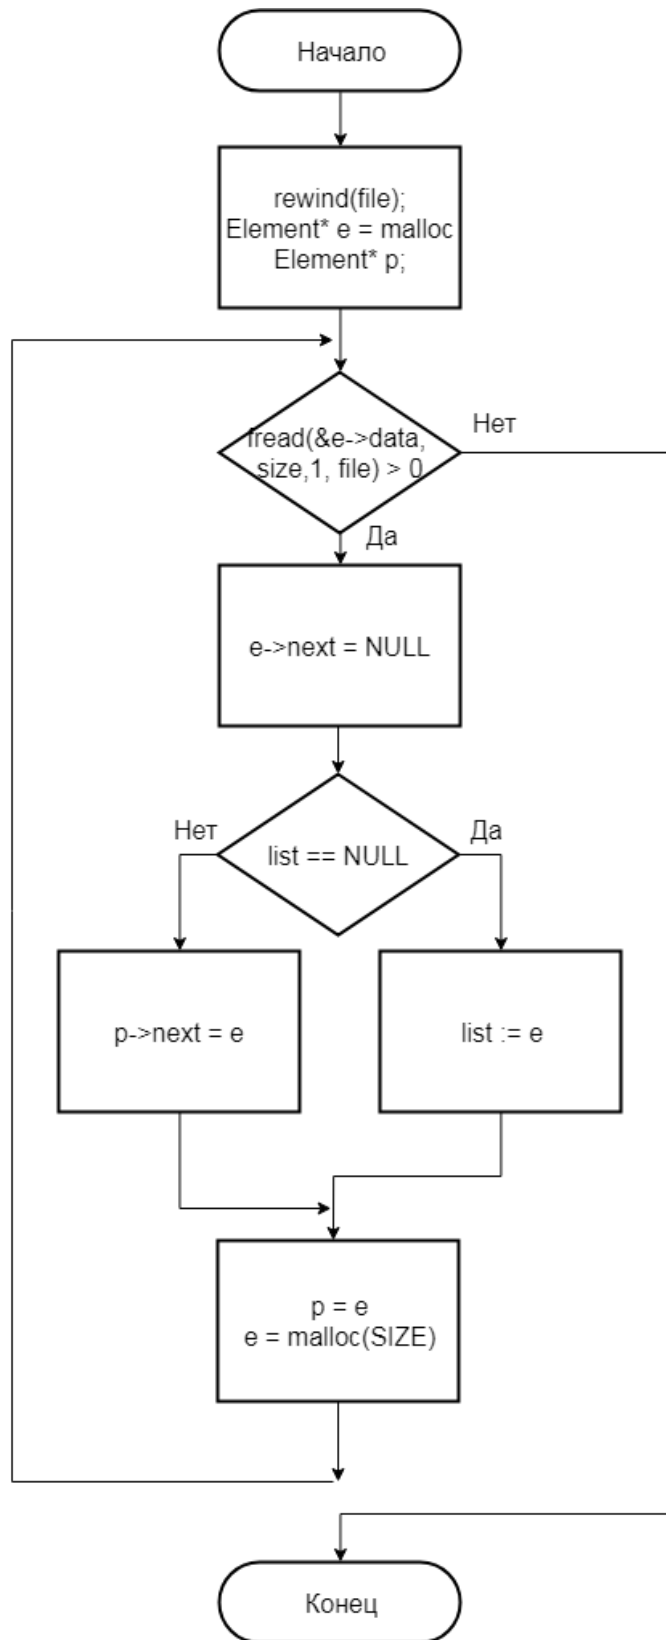 Начало
rewind(file);
Element* e = malloc
Element* p;
fread(&e->data,
size,1, file) > 0
Нет
Да
e->next = NULL
Нет
list == NULL
Да
p->next = e
list := e
p = e
e = malloc(SIZE)
Конец